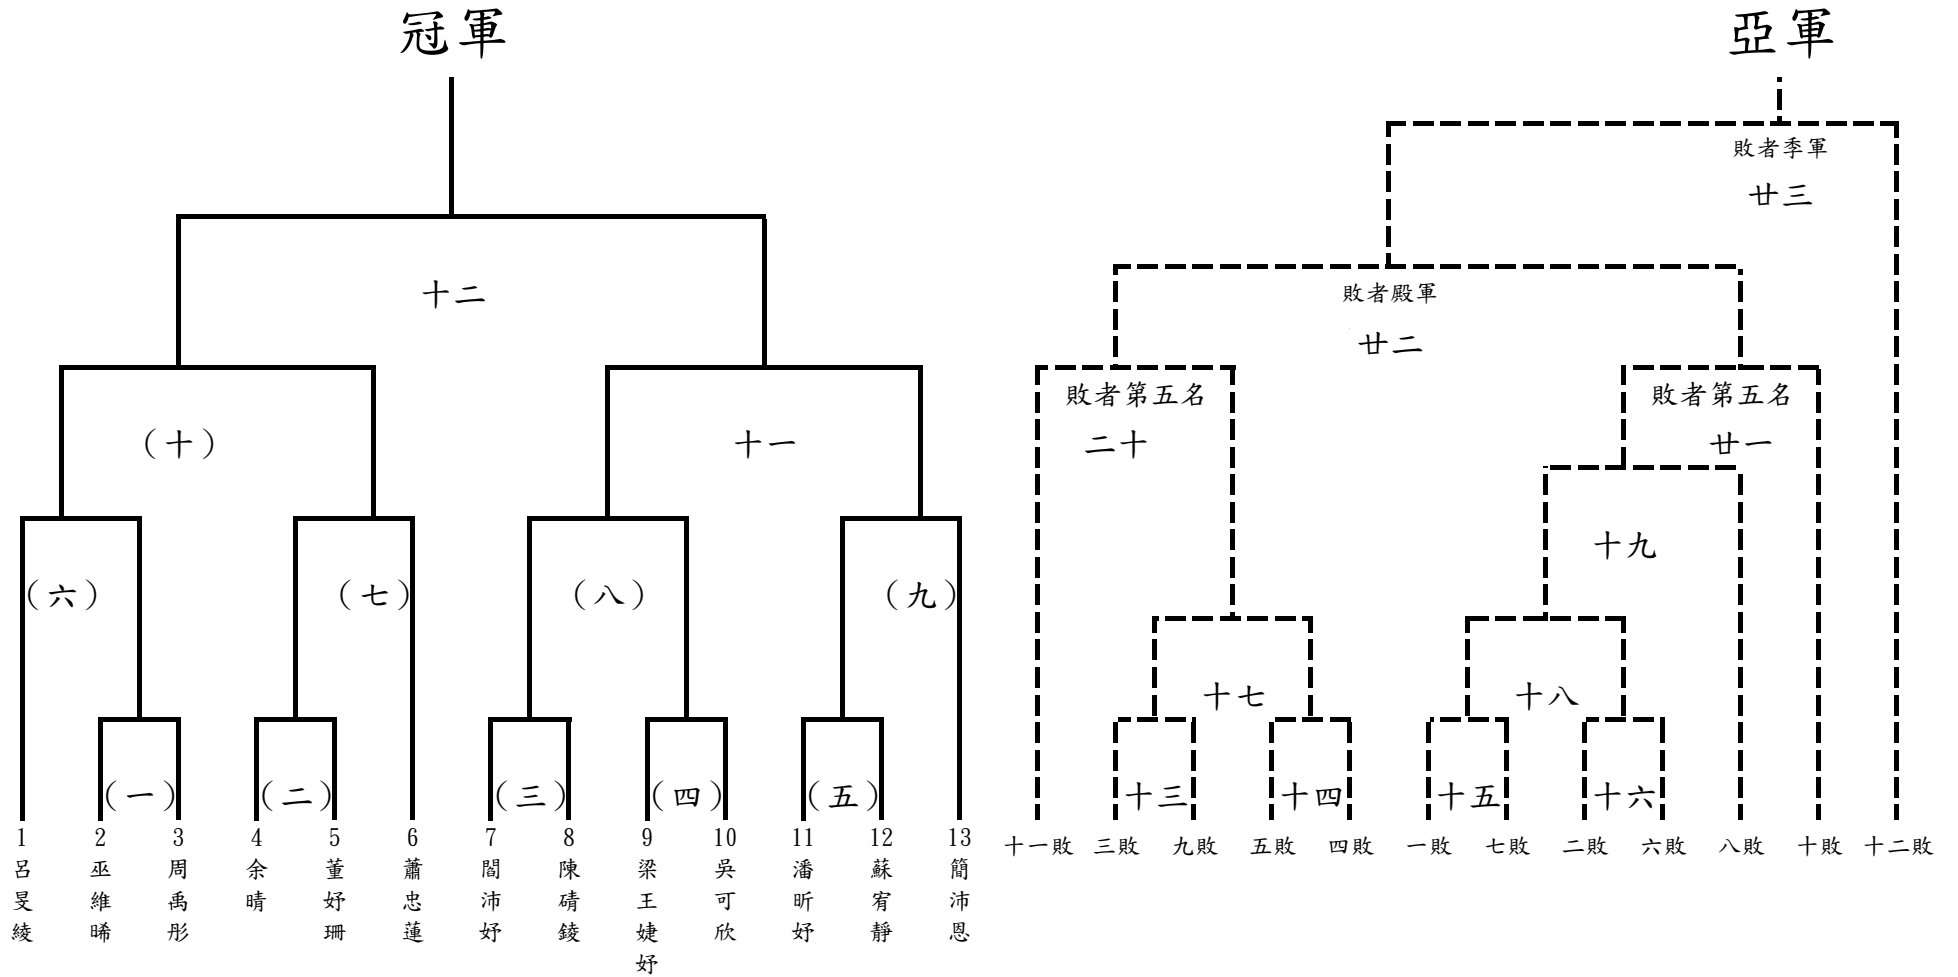 冠軍
亞軍
敗者季軍
廿三
十二
敗者殿軍
廿二
敗者第五名
敗者第五名
(十)
十一
二十
廿一
十九
(六)
(七)
(八)
(九)
十七
十八
(一)
(二)
(三)
(四)
(五)
十三
十四
十五
十六
1 呂旻綾
2 巫維晞
3 周禹彤
4 余晴
5 董妤珊
6 蕭忠蓮
7 閻沛妤
8 陳碃錂
9 梁王婕妤
10 吳可欣
11 潘昕妤
12 蘇宥靜
13 簡沛恩
十一敗
三敗
九敗
五敗
四敗
一敗
七敗
二敗
六敗
八敗
十敗
十二敗